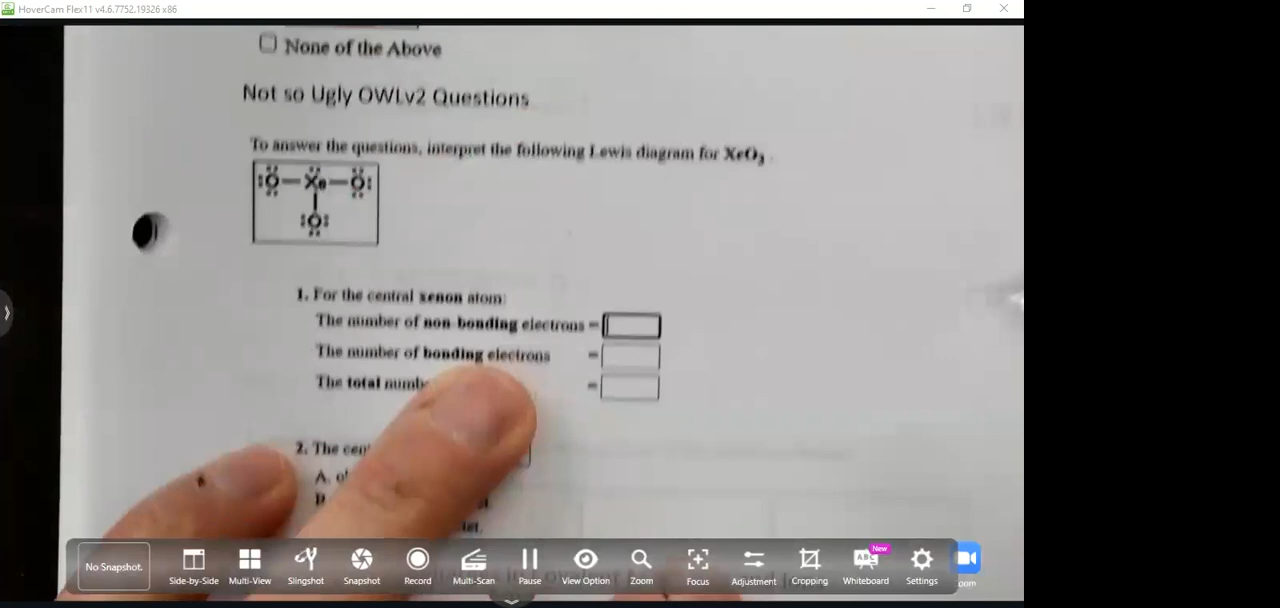 HoverCam Flex11 v4.6.7752.19326 x86
None of the Above
Not so Ugly OWLv2 Questions
To answer the questions, interpret the following Lewis diagram for XeO3
:O—Xe—O:
:O:
1. For the central xenon atom:
The number of non-bonding electrons =
The number of bonding electrons =
The total =
2. The
A.
No Snapshot.
Side-by-Side Multi-View Slingshot Snapshot Record Multi-Scan Pause View Option Zoom Focus Adjustment Cropping Whiteboard Settings
New
ABC
oom